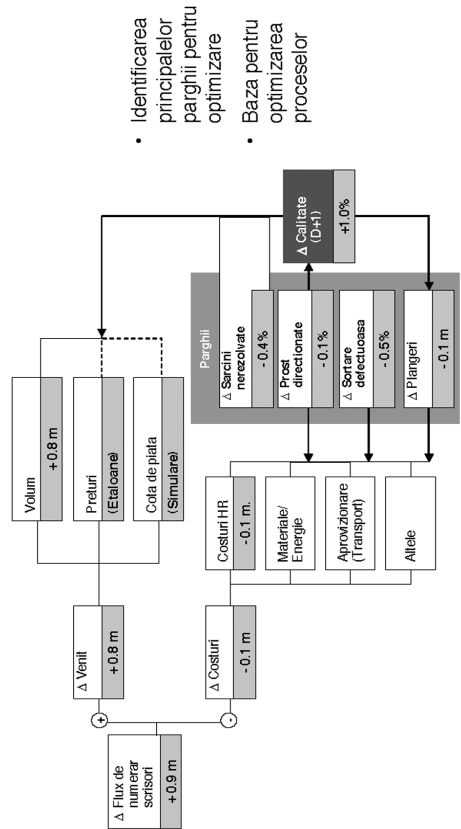 Δ Flux de
numerar
scrisori
+0.9 m
+
-
Δ Venit
+0.8 m
Δ Costuri
- 0.1 m
Volum
+0.8 m
Preturi
(Etaloane)
Cota de piata
(Simulare)
Costuri HR
- 0.1 m.
Materiale/
Energie
Aprovizionare
(Transport)
Altele
Parghii
Δ Sarcini
nerezolvate
- 0.4%
Δ Prost
directionate
- 0.1%
Δ Sortare
defectuoasa
- 0.5%
Δ Plangeri
- 0.1 m
Δ Calitate
(D+1)
+1.0%
• Identificarea
principalelor
parghii pentru
optimizare
• Baza pentru
optimizarea
proceselor